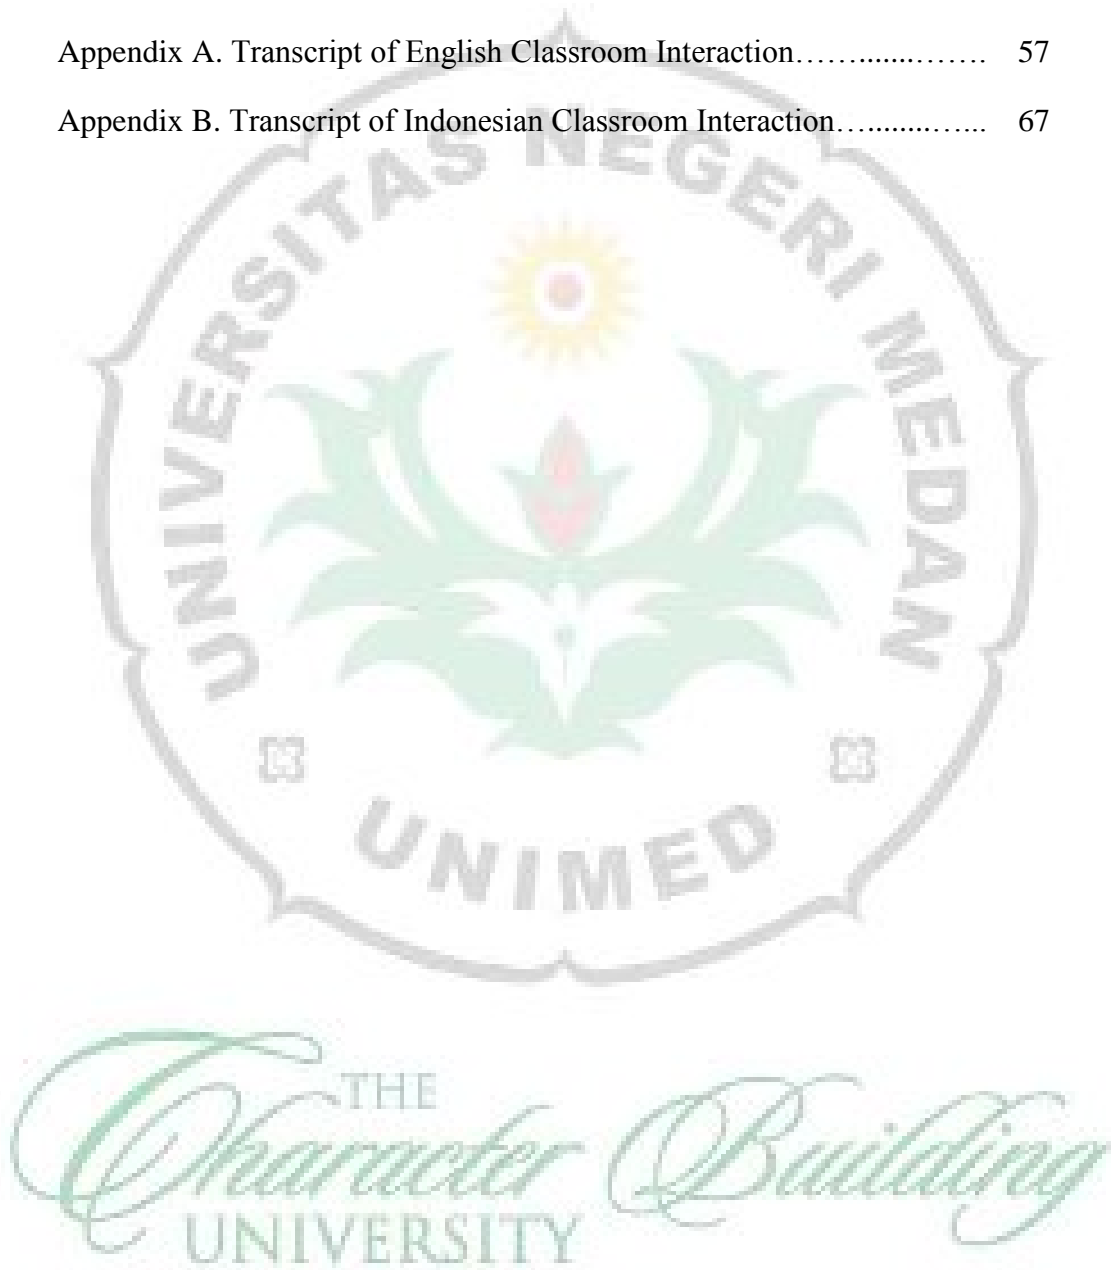 Appendix A. Transcript of English Classroom Interaction…….......……. 57
Appendix B. Transcript of Indonesian Classroom Interaction…........…... 67
UNIVERSITAS NEGERI MEDAN
UNIMED
THE
Character Building
UNIVERSITY